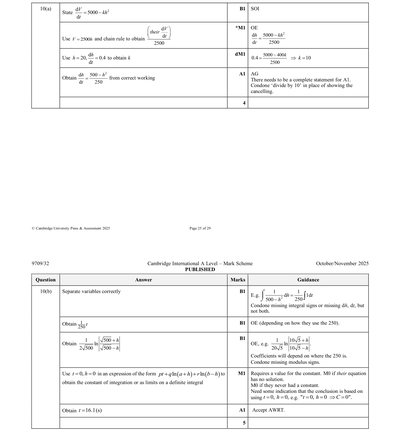 10(a)
State dV/dt = 5000 − kh²
B1
SOI
Use V = 2500h and chain rule to obtain (their dV/dt)/2500
*M1
OE
dh/dt = (5000 − kh²)/2500
Use h = 20, dh/dt = 0.4 to obtain k
dM1
0.4 = (5000 − 400k)/2500 ⇒ k = 10
Obtain dh/dt = (500 − h²)/250 from correct working
A1
AG
There needs to be a complete statement for A1.
Condone 'divide by 10' in place of showing the
cancelling.
4
© Cambridge University Press & Assessment 2025
Page 25 of 29
9709/32
Cambridge International A Level – Mark Scheme
October/November 2025
PUBLISHED
Question
Answer
Marks
Guidance
10(b)
Separate variables correctly
B1
E.g. ∫ 1/(500 − h²) dh = 1/250 ∫ 1 dt
Condone missing integral signs or missing dh, dt, but
not both.
Obtain 1/250 t
B1
OE (depending on how they use the 250).
Obtain 1/(2√500) ln |(√500 + h)/(√500 − h)|
B1
OE, e.g. 1/(20√5) ln |(10√5 + h)/(10√5 − h)|
Coefficients will depend on where the 250 is.
Condone missing modulus signs.
Use t = 0, h = 0 in an expression of the form pt + q ln(a + h) + r ln(b − h) to
obtain the constant of integration or as limits on a definite integral
M1
Requires a value for the constant. M0 if their equation
has no solution.
M0 if they never had a constant.
Need some indication that the conclusion is based on
using t = 0, h = 0, e.g. "t = 0, h = 0 ⇒ C = 0".
Obtain t = 16.1 (s)
A1
Accept AWRT.
5